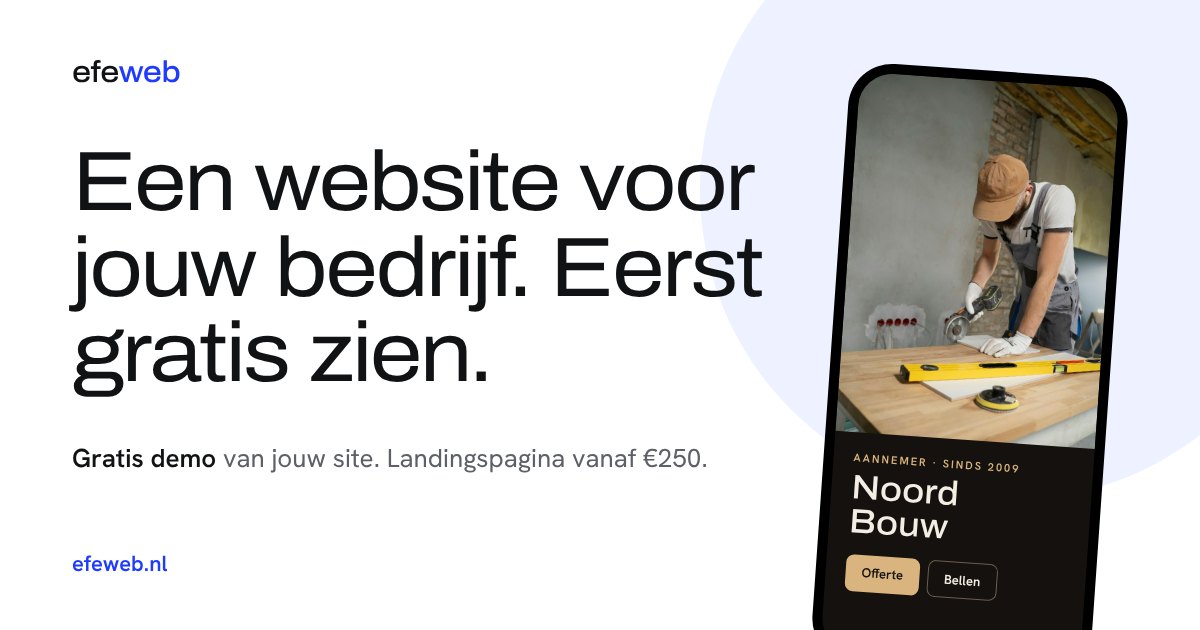 efeweb
Een website voor
jouw bedrijf. Eerst
gratis zien.
Gratis demo van jouw site. Landingspagina vanaf €250.
efeweb.nl
AANNEMER · SINDS 2009
Noord
Bouw
Offerte
Bellen